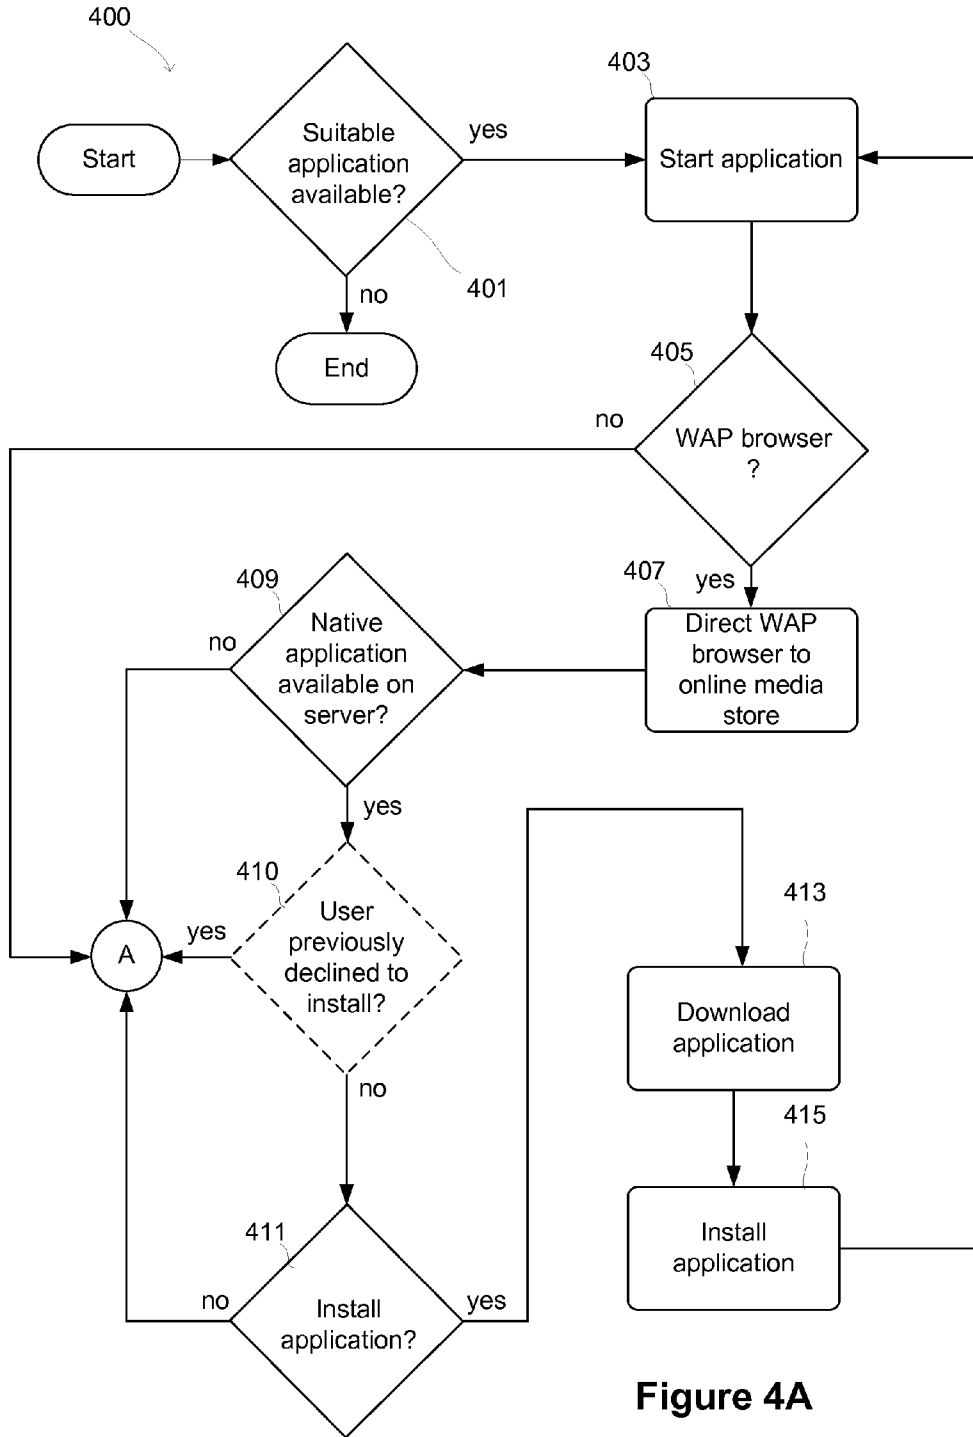 400
403
Start
Suitable
application
available?
yes
Start application
401
no
End
405
no
WAP browser
?
409
407
yes
Native
application
available on
server?
no
Direct WAP
browser to
online media
store
yes
410
User
previously
declined to
install?
413
yes
A
Download
application
no
415
411
Install
application
no
Install
application?
yes
Figure 4A